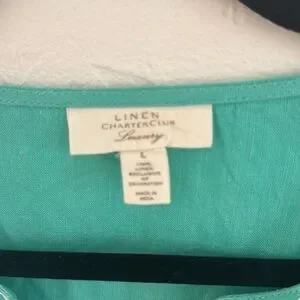 LINEN
CHARTER CLUB
Luxury
L
100%
LINEN
EXCLUSIVE
OF
DECORATION
MADE IN
INDIA